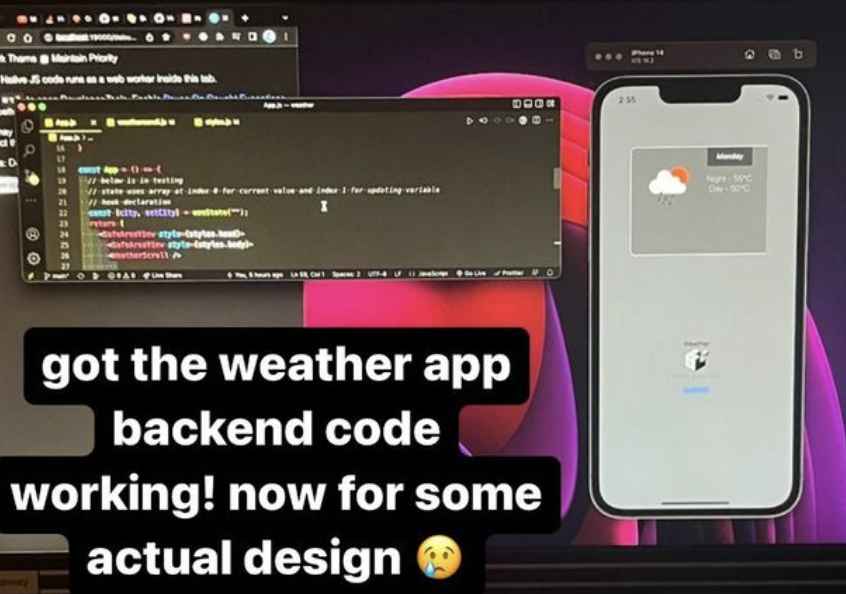 localhost:19000/debu...
k Theme Maintain Priority
Native JS code runs as a web worker inside this tab.
App.js — weather
App.js
styles.js M
App.js > ...
16 }
17
18 const App = () => {
19 // below is in testing
20 // state uses array at index 0 for current value and index 1 for updating variable
21 // hook declaration
22 const [city, setCity] = useState("");
23 return (
24 <SafeAreaView style={styles.head}>
25 <SafeAreaView style={styles.body}>
26 <WeatherScroll />
27
main* 0 0 Live Share You, 5 hours ago Ln 59, Col 1 Spaces: 2 UTF-8 LF JavaScript Go Live Prettier
iPhone 14
iOS 16.2
2:55
Monday
Night - 55°C
Day - 50°C
Weather
got the weather app
backend code
working! now for some
actual design 😢